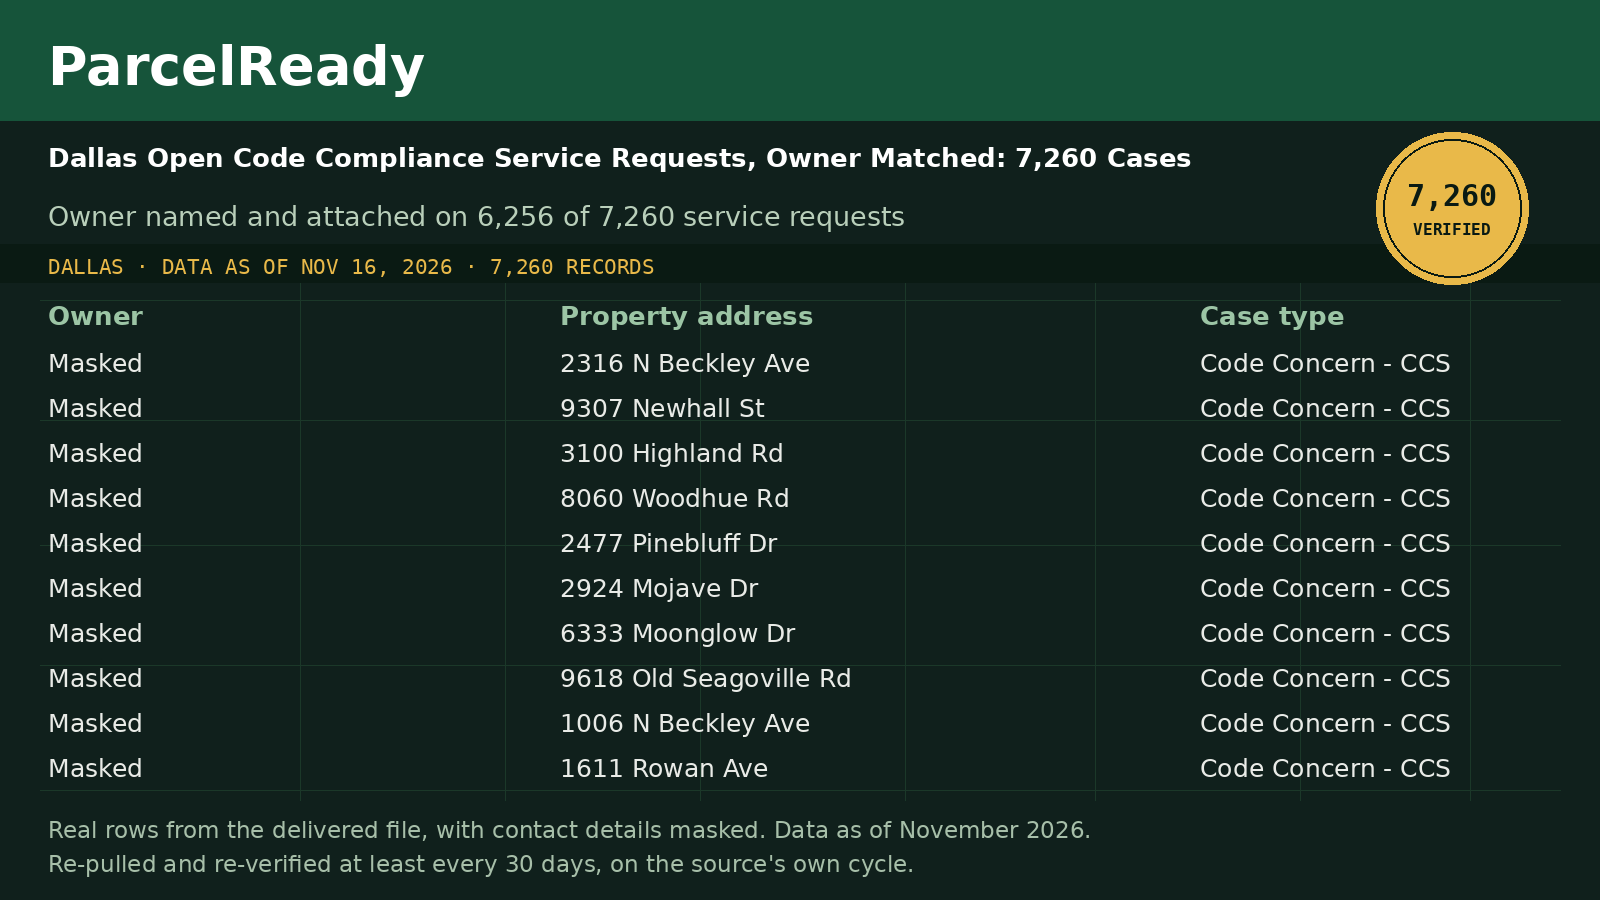 ParcelReady
Dallas Open Code Compliance Service Requests, Owner Matched: 7,260 Cases
7,260
VERIFIED
Owner named and attached on 6,256 of 7,260 service requests
DALLAS · DATA AS OF NOV 16, 2026 · 7,260 RECORDS
Owner Property address Case type
Masked 2316 N Beckley Ave Code Concern - CCS
Masked 9307 Newhall St Code Concern - CCS
Masked 3100 Highland Rd Code Concern - CCS
Masked 8060 Woodhue Rd Code Concern - CCS
Masked 2477 Pinebluff Dr Code Concern - CCS
Masked 2924 Mojave Dr Code Concern - CCS
Masked 6333 Moonglow Dr Code Concern - CCS
Masked 9618 Old Seagoville Rd Code Concern - CCS
Masked 1006 N Beckley Ave Code Concern - CCS
Masked 1611 Rowan Ave Code Concern - CCS
Real rows from the delivered file, with contact details masked. Data as of November 2026.
Re-pulled and re-verified at least every 30 days, on the source's own cycle.